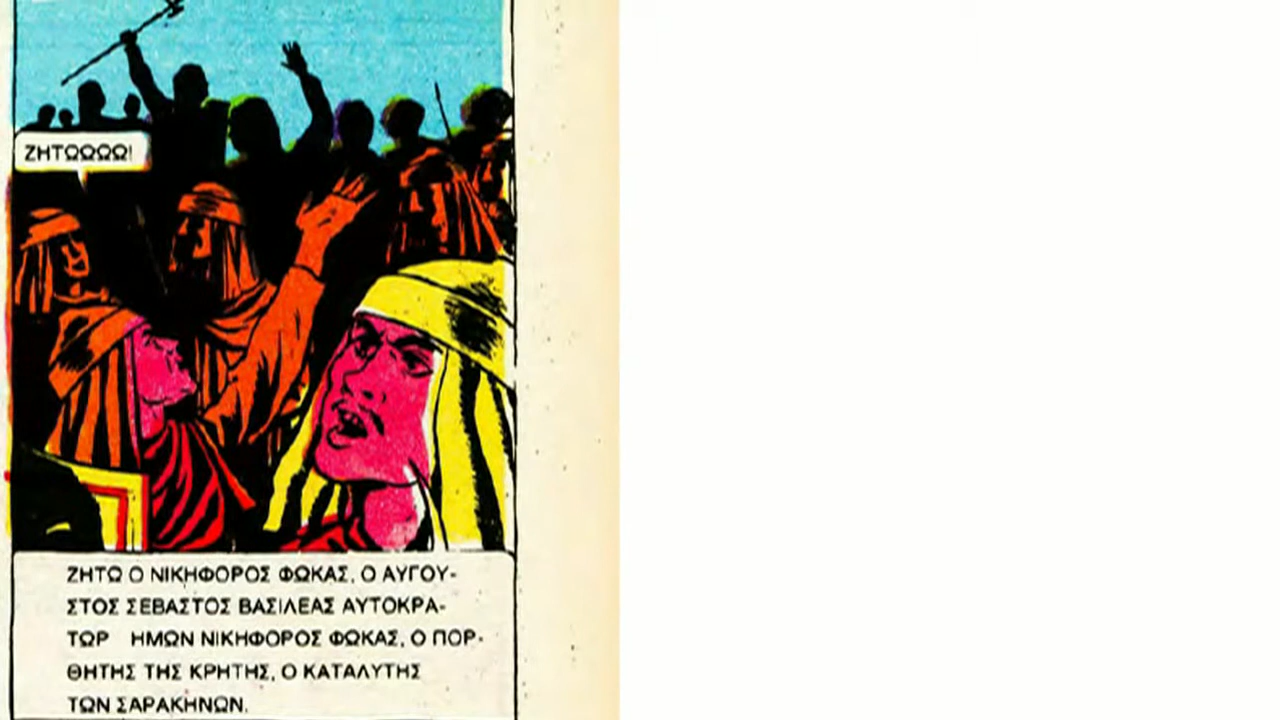 ΖΗΤΩΩΩΩ!
ΖΗΤΩ Ο ΝΙΚΗΦΟΡΟΣ ΦΩΚΑΣ, Ο ΑΥΓΟΥ-
ΣΤΟΣ ΣΕΒΑΣΤΟΣ ΒΑΣΙΛΕΑΣ ΑΥΤΟΚΡΑ-
ΤΩΡ ΗΜΩΝ ΝΙΚΗΦΟΡΟΣ ΦΩΚΑΣ, Ο ΠΟΡ-
ΘΗΤΗΣ ΤΗΣ ΚΡΗΤΗΣ, Ο ΚΑΤΑΛΥΤΗΣ
ΤΩΝ ΣΑΡΑΚΗΝΩΝ.